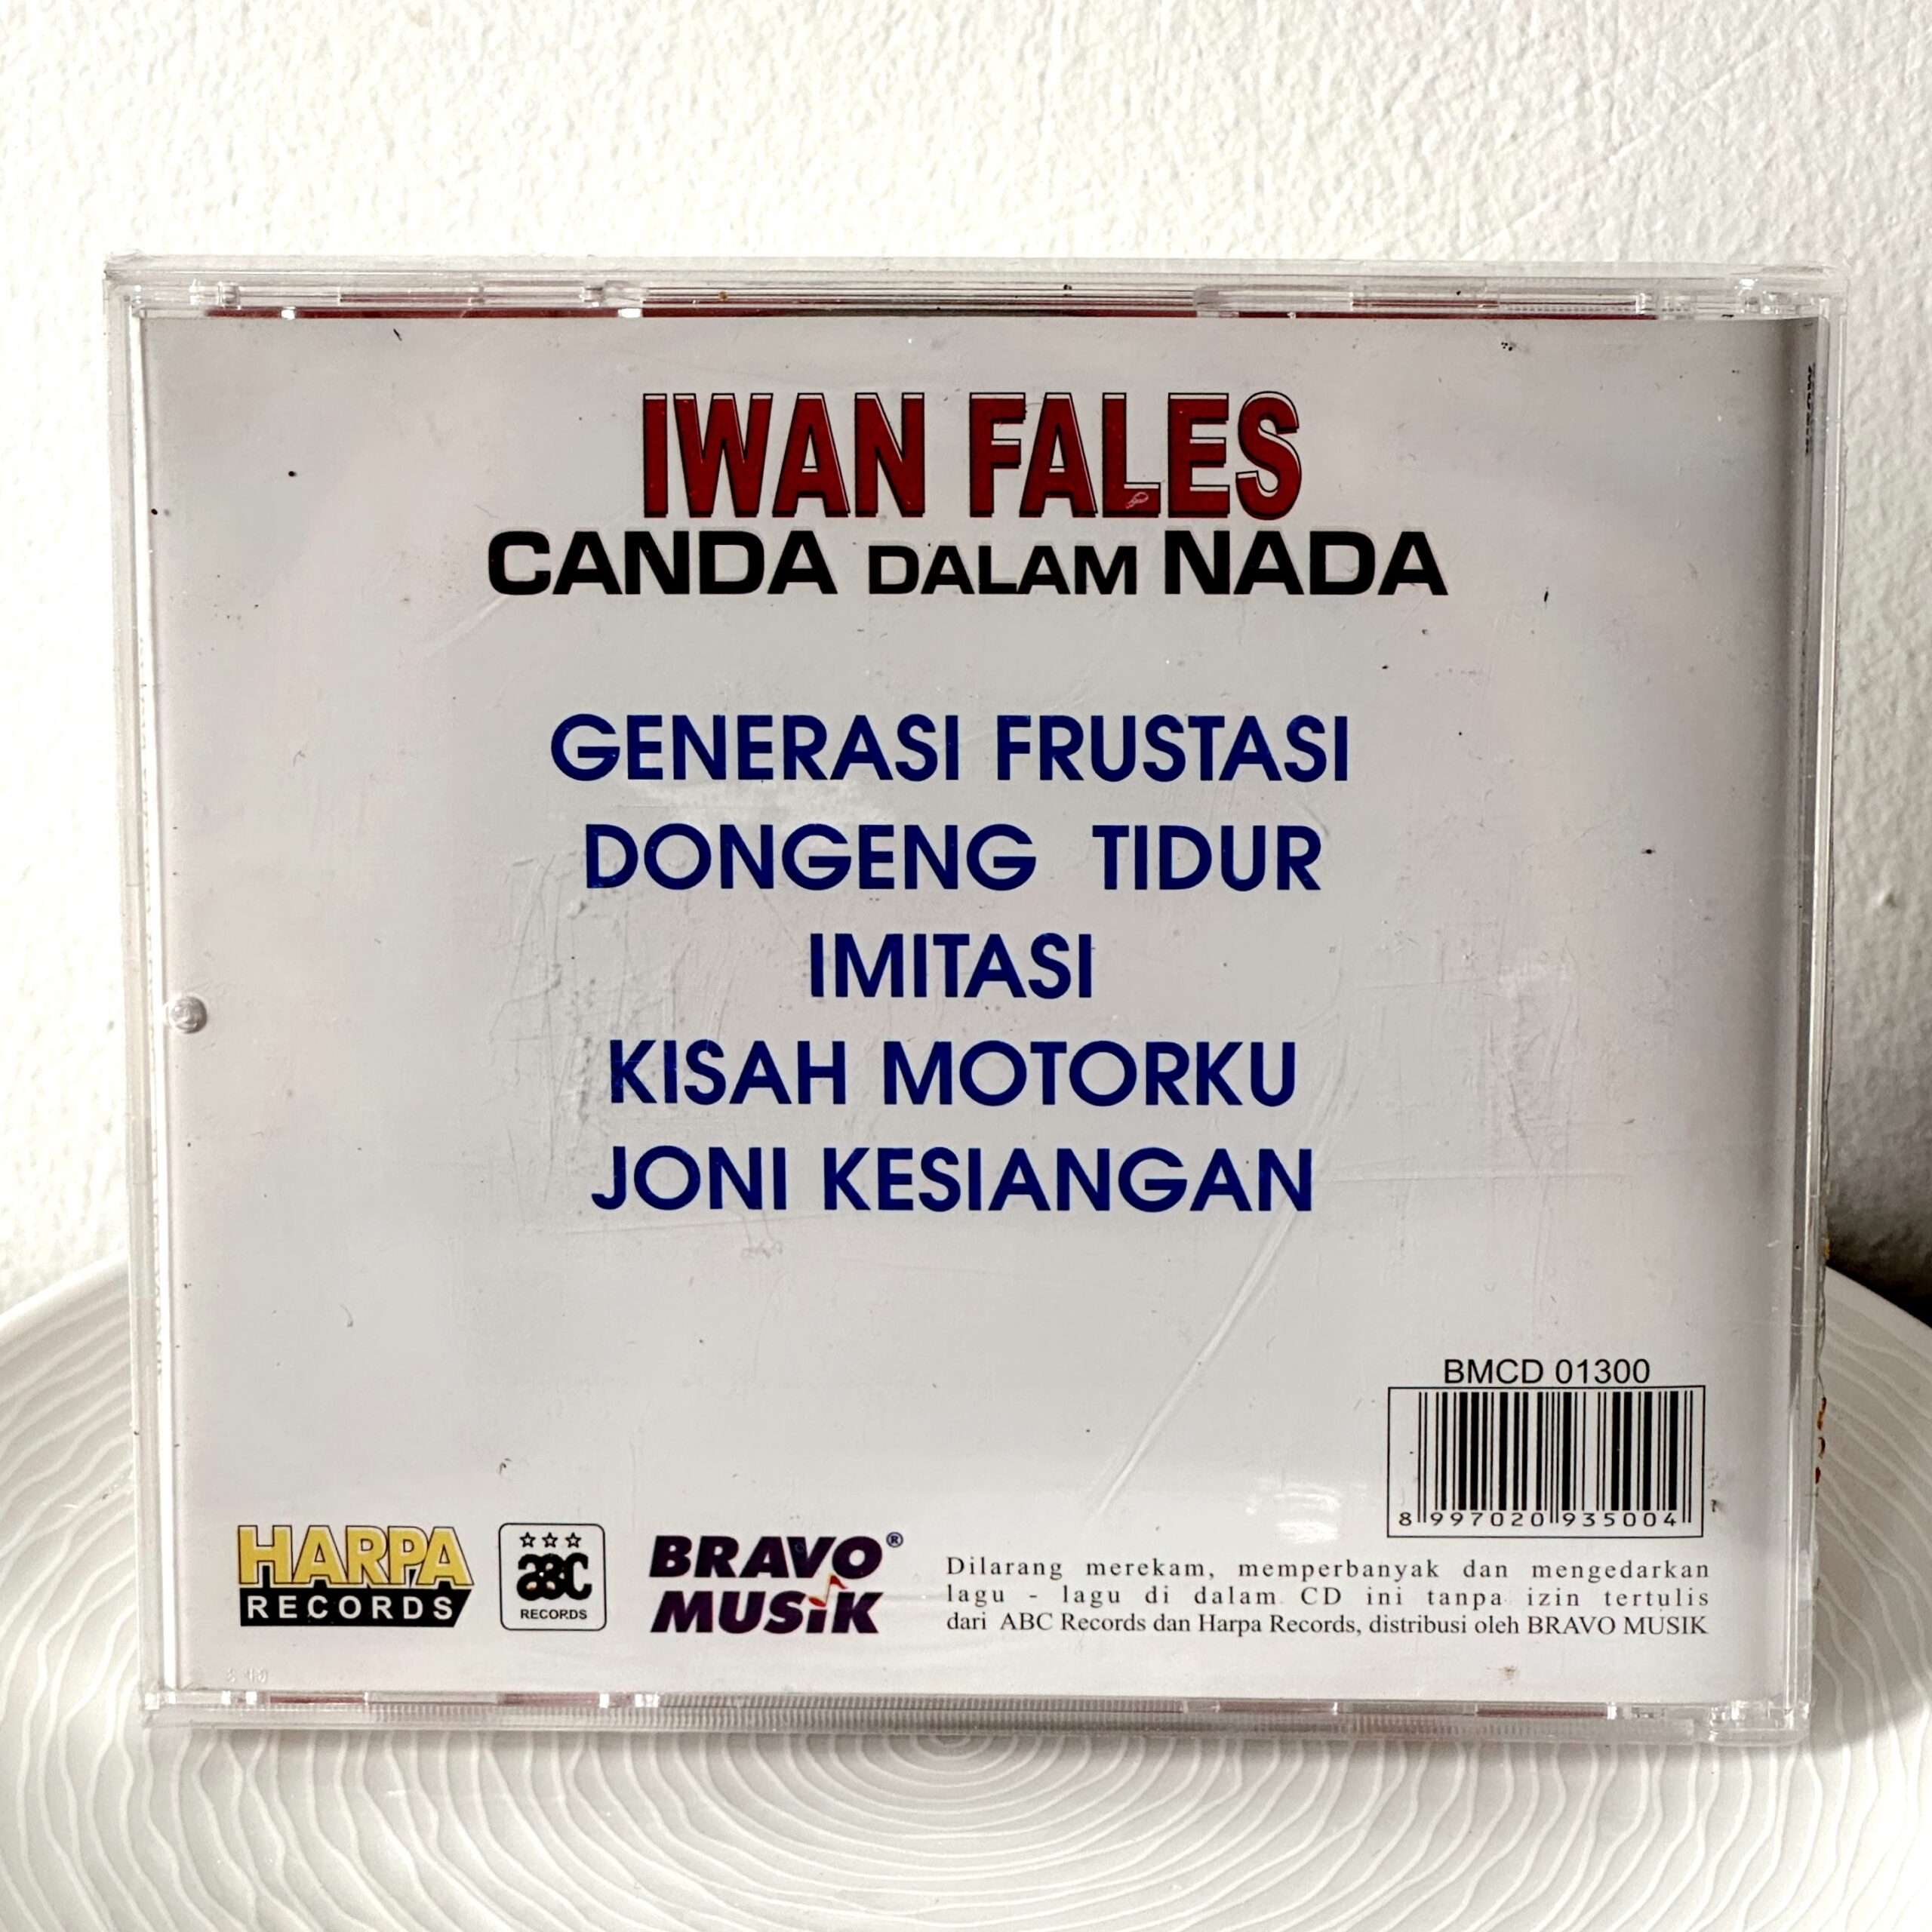 IWAN FALES
CANDA DALAM NADA
GENERASI FRUSTASI
DONGENG TIDUR
IMITASI
KISAH MOTORKU
JONI KESIANGAN
BMCD 01300
8 997020 935004
HARPA
RECORDS
ABC
RECORDS
BRAVO®
MUSIK
Dilarang merekam, memperbanyak dan mengedarkan
lagu - lagu di dalam CD ini tanpa izin tertulis
dari ABC Records dan Harpa Records, distribusi oleh BRAVO MUSIK